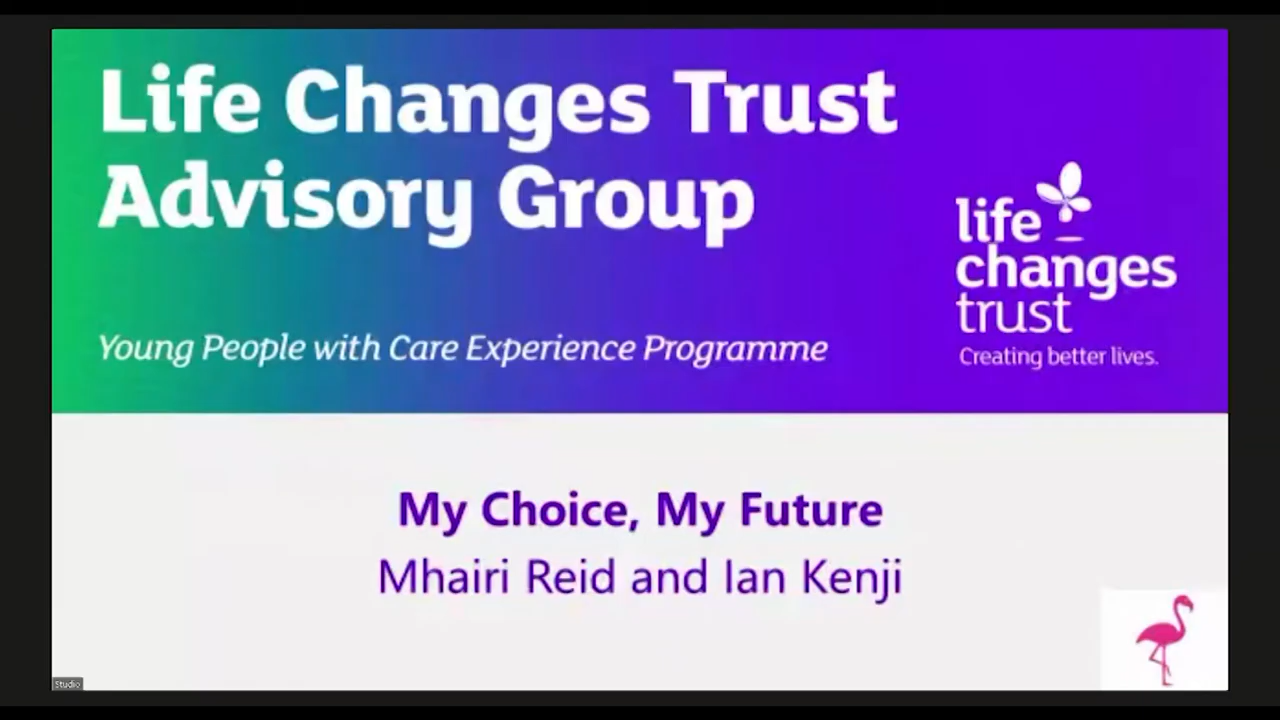 Life Changes Trust
Advisory Group
Young People with Care Experience Programme
life
changes
trust
Creating better lives.
My Choice, My Future
Mhairi Reid and Ian Kenji
Studio